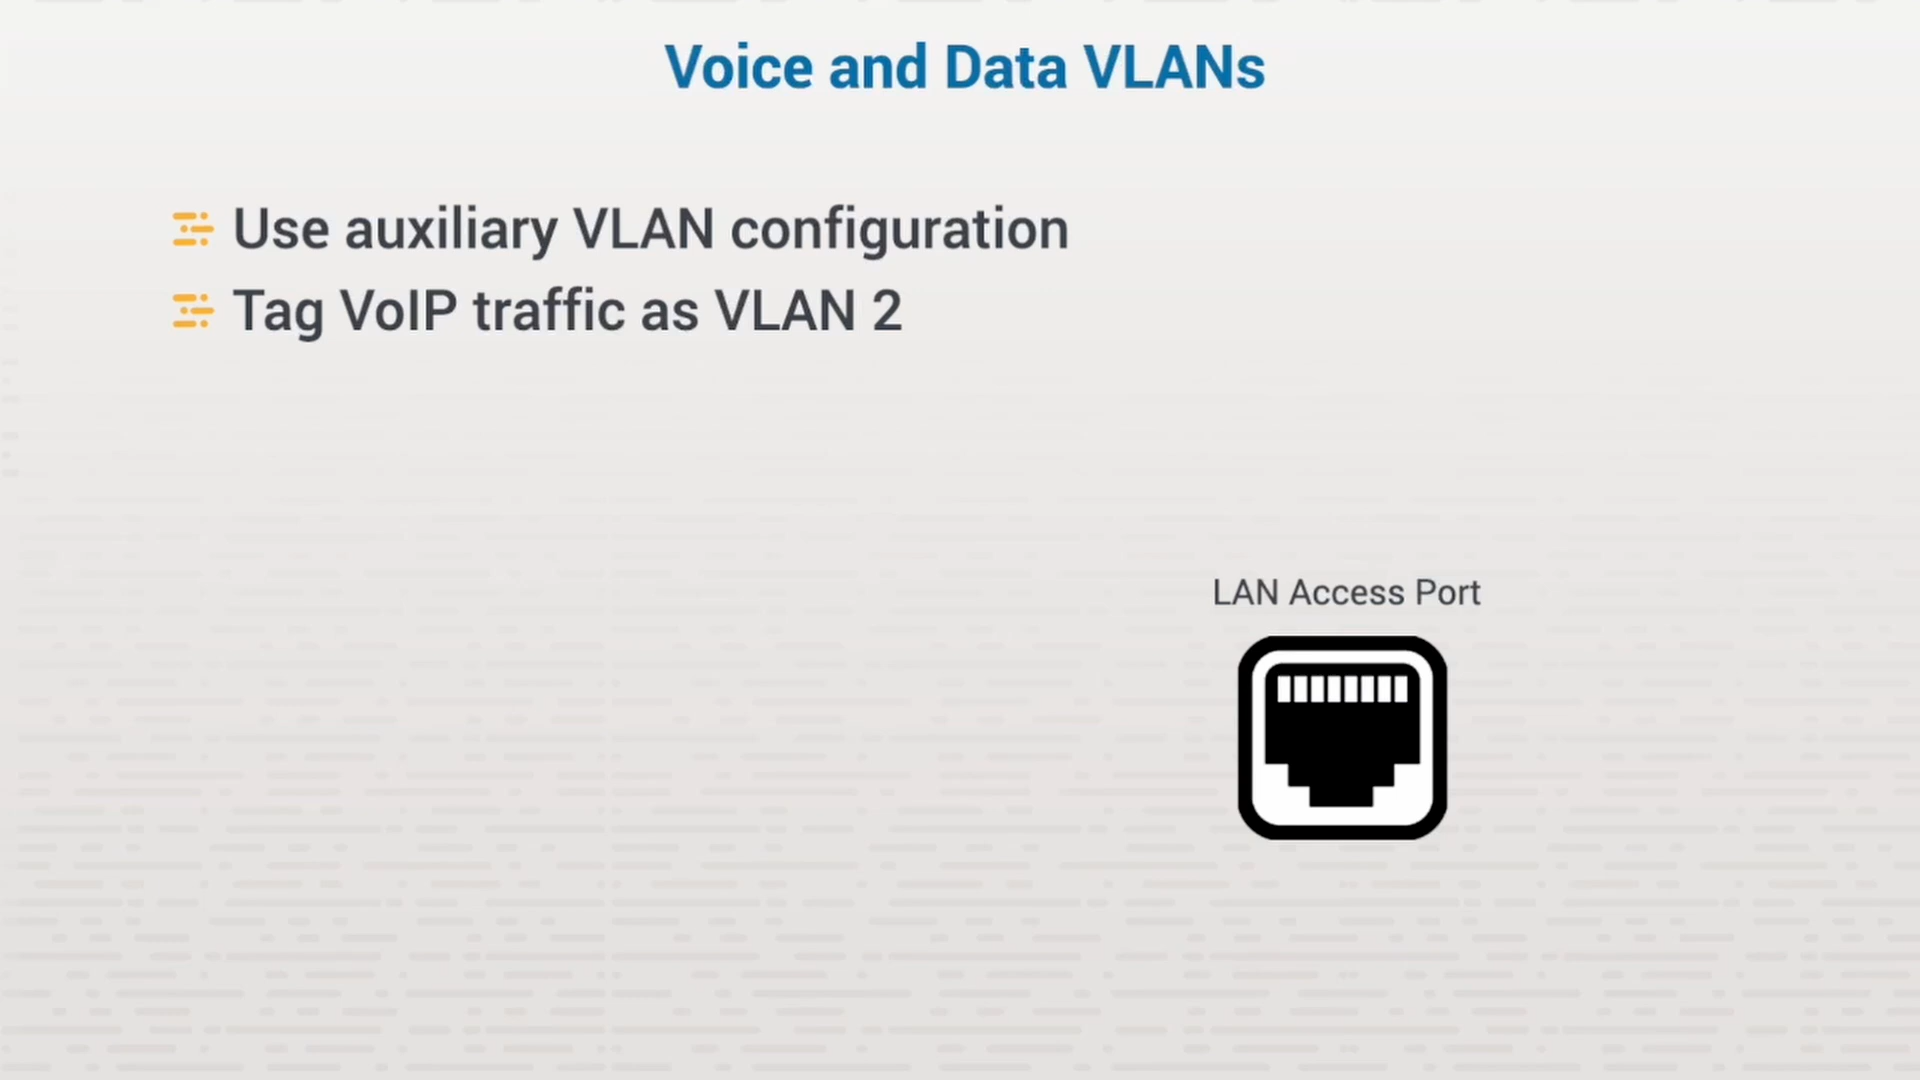 Voice and Data VLANs
Use auxiliary VLAN configuration
Tag VoIP traffic as VLAN 2
LAN Access Port